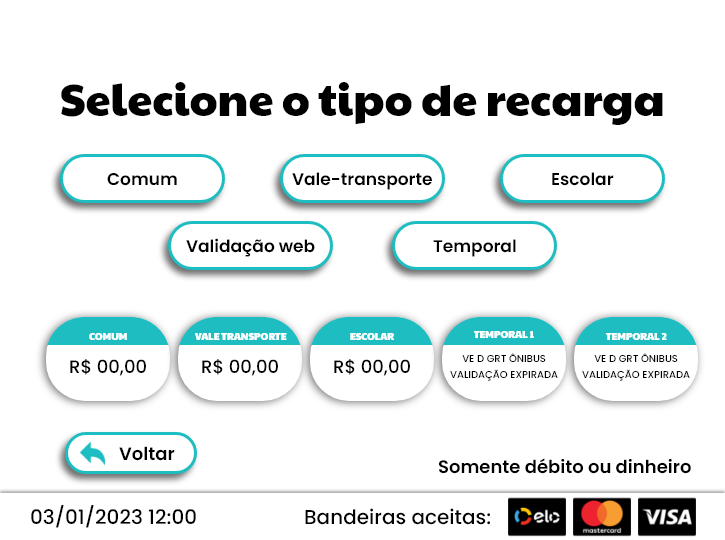 Selecione o tipo de recarga
Comum
Vale-transporte
Escolar
Validação web
Temporal
COMUM
R$ 00,00
VALE TRANSPORTE
R$ 00,00
ESCOLAR
R$ 00,00
TEMPORAL 1
VE D GRT ÔNIBUS
VALIDAÇÃO EXPIRADA
TEMPORAL 2
VE D GRT ÔNIBUS
VALIDAÇÃO EXPIRADA
Voltar
Somente débito ou dinheiro
03/01/2023 12:00
Bandeiras aceitas:
elo
mastercard
VISA